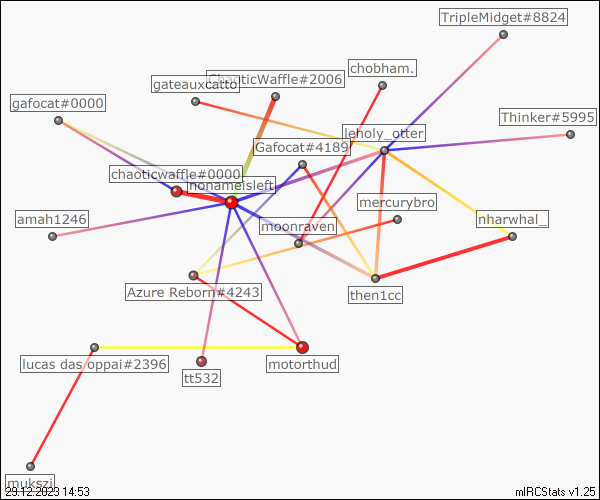 TripleMidget#8824
chobham.
ChaoticWaffle#2006
gateauxcatto
gafocat#0000
Thinker#5995
leholy_otter
Gafocat#4189
chaoticwaffle#0000
nonameisleft
mercurybro
amah1246
moonraven
nharwhal_
Azure Reborn#4243
then1cc
lucas das oppai#2396
motorthud
tt532
mukszi
29.12.2023 14:53
mIRCStats v1.25